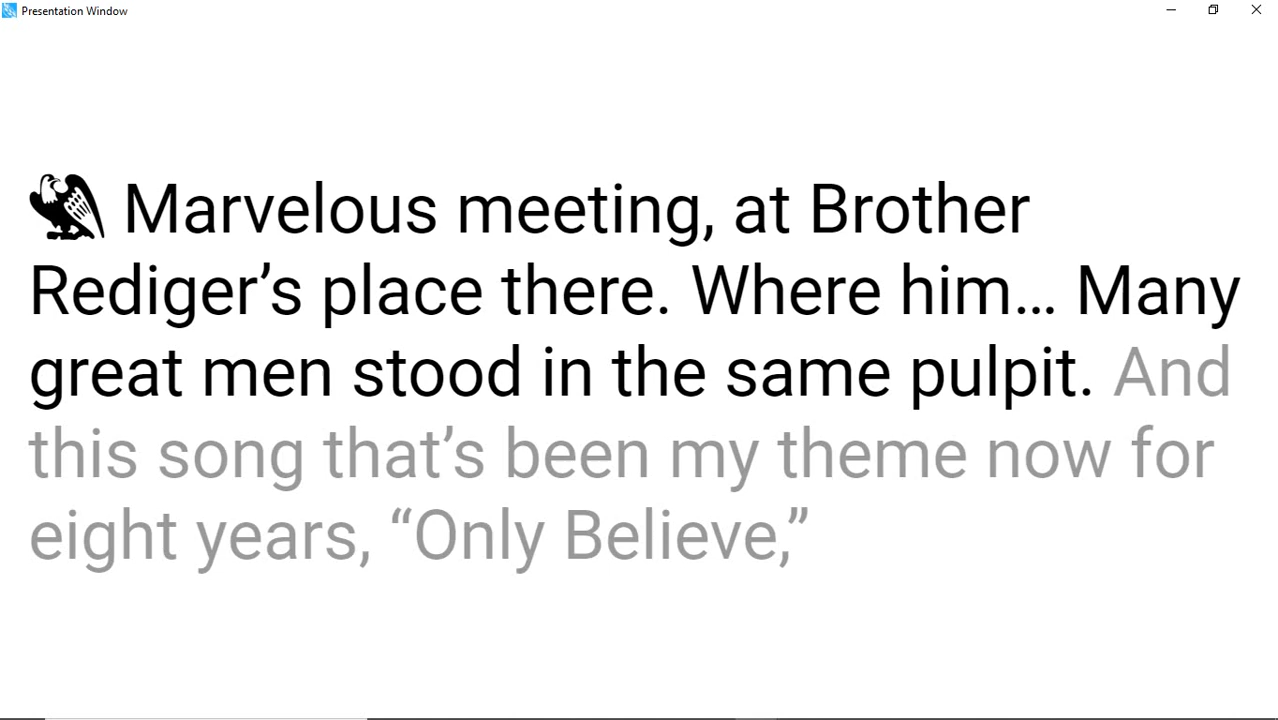 Presentation Window
Marvelous meeting, at Brother
Rediger’s place there. Where him… Many
great men stood in the same pulpit. And
this song that’s been my theme now for
eight years, “Only Believe,”